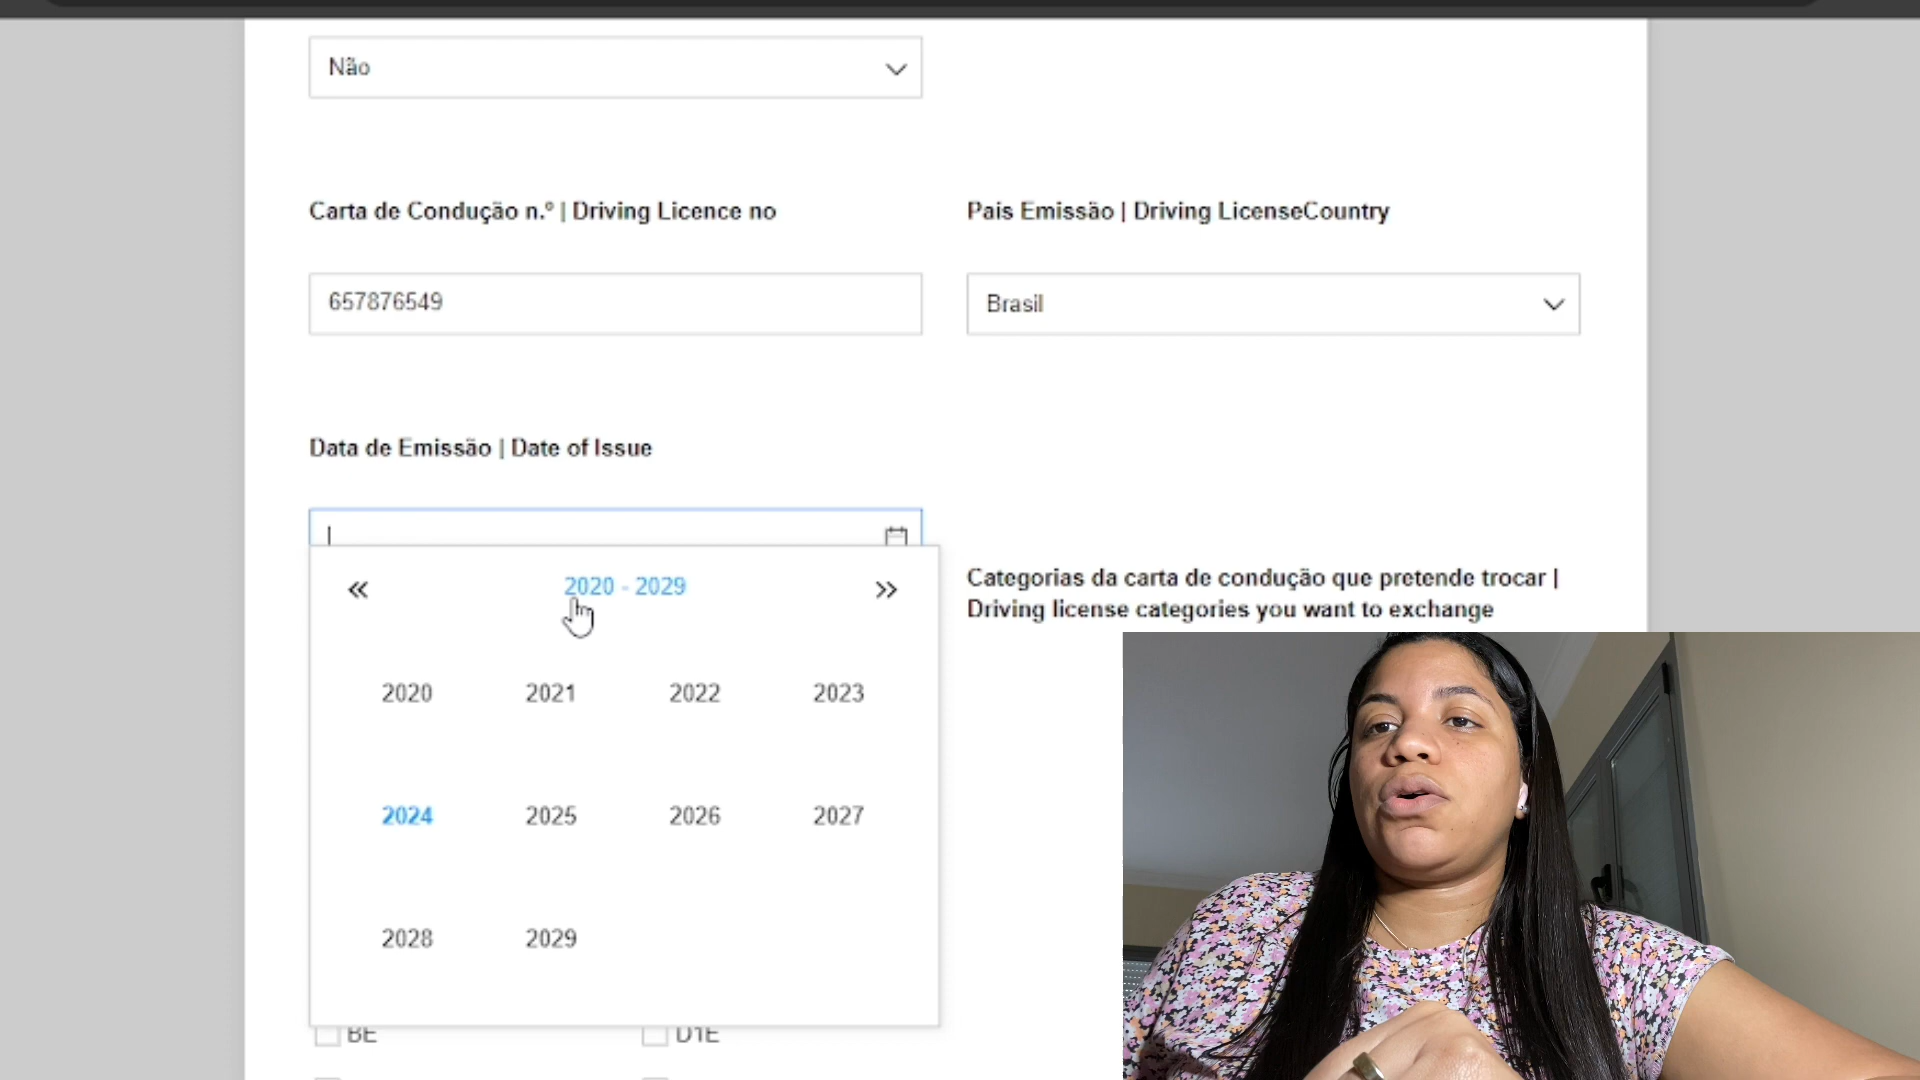 Não
Carta de Condução n.º | Driving Licence no
País Emissão | Driving LicenseCountry
657876549
Brasil
Data de Emissão | Date of Issue
2020 - 2029
Categorias da carta de condução que pretende trocar |
Driving license categories you want to exchange
2020 2021 2022 2023
2024 2025 2026 2027
2028 2029
BE D1E